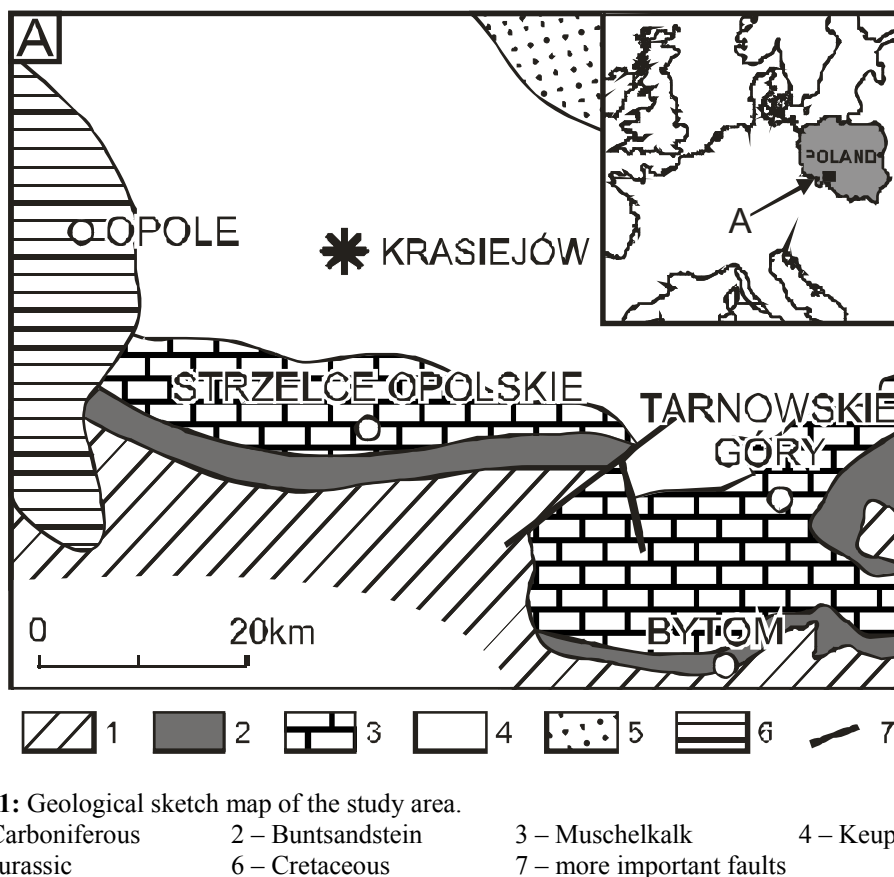 A
POLAND
A
OPOLE
KRASIEJÓW
STRZELCE OPOLSKIE
TARNOWSKIE
GÓRY
BYTOM
0 20km
1 2 3 4 5 6 7
1: Geological sketch map of the study area.
Carboniferous 2 – Buntsandstein 3 – Muschelkalk 4 – Keup
urassic 6 – Cretaceous 7 – more important faults